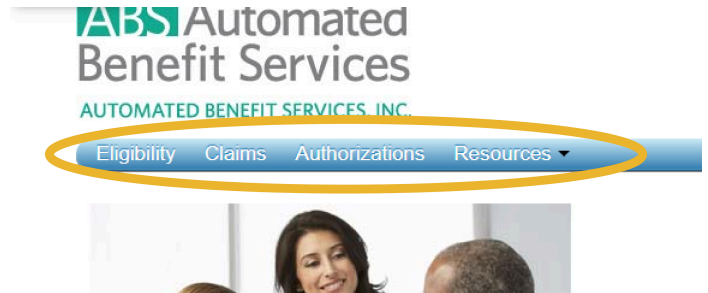 ABS Automated
Benefit Services
AUTOMATED BENEFIT SERVICES, INC.
Eligibility Claims Authorizations Resources